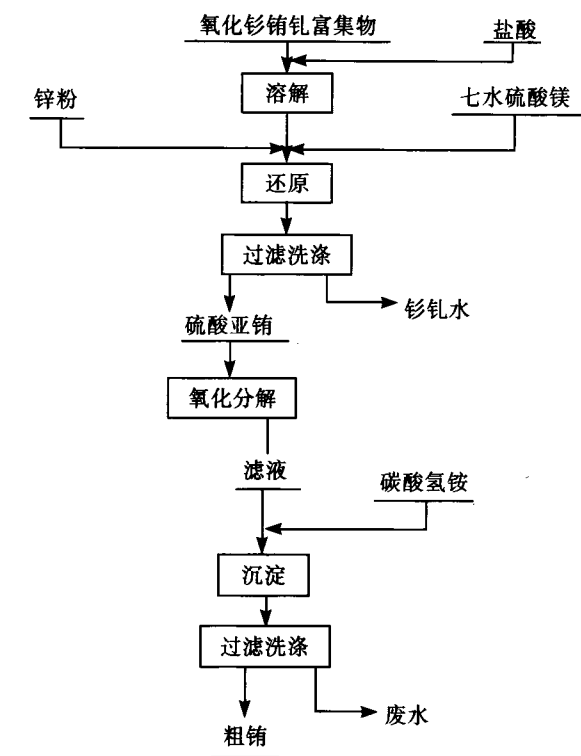 氧化钐铕钆富集物
盐酸
溶解
锌粉
七水硫酸镁
还原
过滤洗涤
钐钆水
硫酸亚铕
氧化分解
滤液
碳酸氢铵
沉淀
过滤洗涤
废水
粗铕